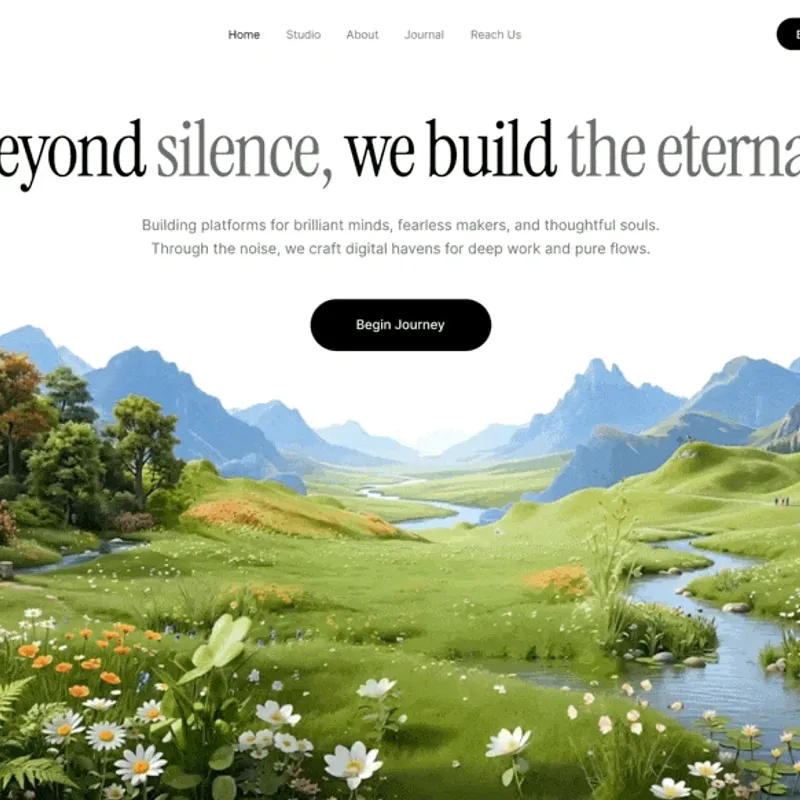 Home Studio About Journal Reach Us
eyond silence, we build the eterna
Building platforms for brilliant minds, fearless makers, and thoughtful souls.
Through the noise, we craft digital havens for deep work and pure flows.
Begin Journey